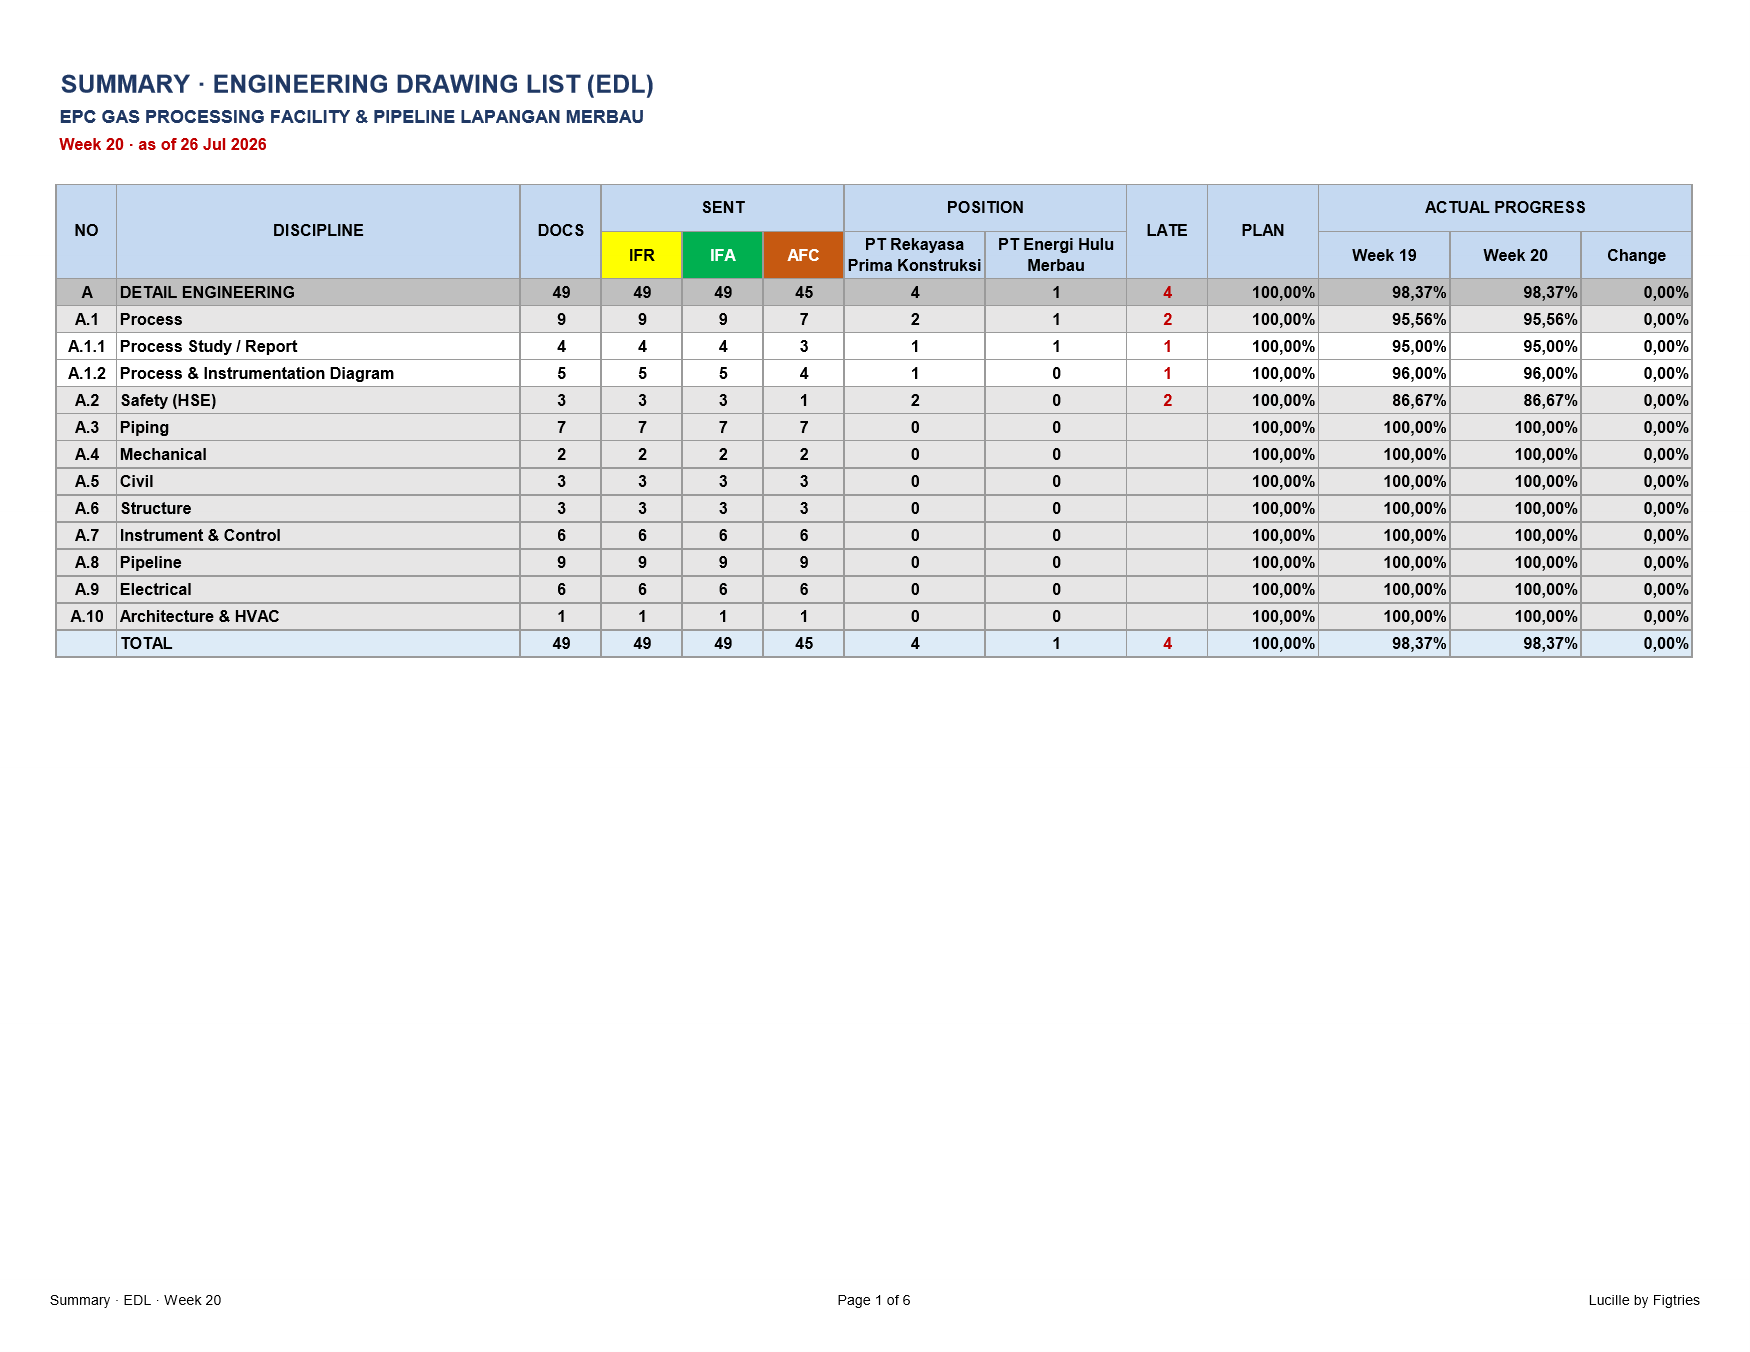 SUMMARY · ENGINEERING DRAWING LIST (EDL)
EPC GAS PROCESSING FACILITY & PIPELINE LAPANGAN MERBAU
Week 20 · as of 26 Jul 2026
NO DISCIPLINE DOCS SENT POSITION LATE PLAN ACTUAL PROGRESS
IFR IFA AFC PT Rekayasa Prima Konstruksi PT Energi Hulu Merbau Week 19 Week 20 Change
A DETAIL ENGINEERING 49 49 49 45 4 1 4 100,00% 98,37% 98,37% 0,00%
A.1 Process 9 9 9 7 2 1 2 100,00% 95,56% 95,56% 0,00%
A.1.1 Process Study / Report 4 4 4 3 1 1 1 100,00% 95,00% 95,00% 0,00%
A.1.2 Process & Instrumentation Diagram 5 5 5 4 1 0 1 100,00% 96,00% 96,00% 0,00%
A.2 Safety (HSE) 3 3 3 1 2 0 2 100,00% 86,67% 86,67% 0,00%
A.3 Piping 7 7 7 7 0 0 100,00% 100,00% 100,00% 0,00%
A.4 Mechanical 2 2 2 2 0 0 100,00% 100,00% 100,00% 0,00%
A.5 Civil 3 3 3 3 0 0 100,00% 100,00% 100,00% 0,00%
A.6 Structure 3 3 3 3 0 0 100,00% 100,00% 100,00% 0,00%
A.7 Instrument & Control 6 6 6 6 0 0 100,00% 100,00% 100,00% 0,00%
A.8 Pipeline 9 9 9 9 0 0 100,00% 100,00% 100,00% 0,00%
A.9 Electrical 6 6 6 6 0 0 100,00% 100,00% 100,00% 0,00%
A.10 Architecture & HVAC 1 1 1 1 0 0 100,00% 100,00% 100,00% 0,00%
TOTAL 49 49 49 45 4 1 4 100,00% 98,37% 98,37% 0,00%
Summary · EDL · Week 20 Page 1 of 6 Lucille by Figtries